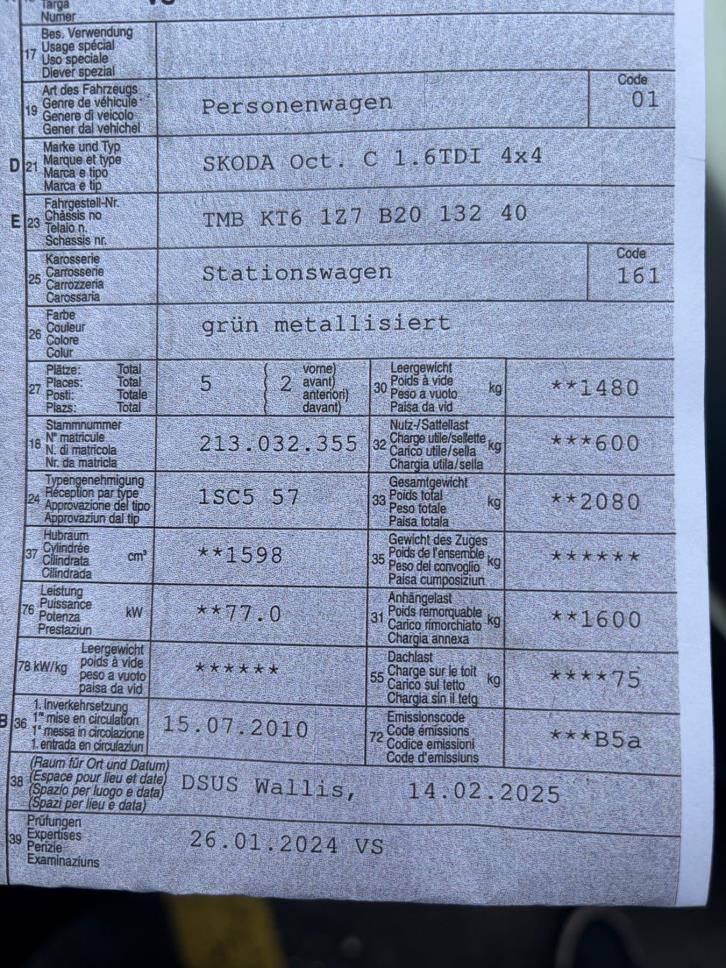 Targa
Numer
17
Bes. Verwendung
Usage spécial
Uso speciale
Diever spezial
19
Art des Fahrzeugs
Genre de véhicule
Genere di veicolo
Gener dal vehichel
Personenwagen
Code
01
D
21
Marke und Typ
Marque et type
Marca e tipo
Marca e tip
SKODA Oct. C 1.6TDI 4x4
E
23
Fahrgestell-Nr.
Châssis no
Telaio n.
Schassis nr.
TMB KT6 1Z7 B20 132 40
25
Karosserie
Carrosserie
Carrozzeria
Carossaria
Stationswagen
Code
161
26
Farbe
Couleur
Colore
Colur
grün metallisiert
27
Plätze: Total
Places: Total
Posti: Totale
Plazs: Total
5
( 2
vorne)
avant)
anteriori)
davant)
30
Leergewicht
Poids à vide
Peso a vuoto
Paisa da vid
kg
**1480
18
Stammnummer
N° matricule
N. di matricola
Nr. da matricla
213.032.355
32
Nutz-/Sattellast
Charge utile/sellette
Carico utile/sella
Chargia utila/sella
kg
***600
24
Typengenehmigung
Réception par type
Approvazione del tipo
Approvaziun dal tip
1SC5 57
33
Gesamtgewicht
Poids total
Peso totale
Paisa totala
kg
**2080
37
Hubraum
Cylindrée
Cilindrata
Cilindrada
cm³
**1598
35
Gewicht des Zuges
Poids de l'ensemble
Peso del convoglio
Paisa cumposiziun
kg
******
76
Leistung
Puissance
Potenza
Prestaziun
kW
**77.0
31
Anhängelast
Poids remorquable
Carico rimorchiato
Chargia annexa
kg
**1600
78 kW/kg
Leergewicht
poids à vide
peso a vuoto
paisa da vid
******
55
Dachlast
Charge sur le toit
Carico sul tetto
Chargia sin il tetg
kg
****75
B
36
1. Inverkehrsetzung
1re mise en circulation
1a messa in circolazione
1. entrada en circulaziun
15.07.2010
72
Emissionscode
Code émissions
Codice emissioni
Code d'emissiuns
***B5a
38
(Raum für Ort und Datum)
(Espace pour lieu et date)
(Spazio per luogo e data)
(Spazi per lieu e data)
DSUS Wallis, 14.02.2025
39
Prüfungen
Expertises
Perizie
Examinaziuns
26.01.2024 VS